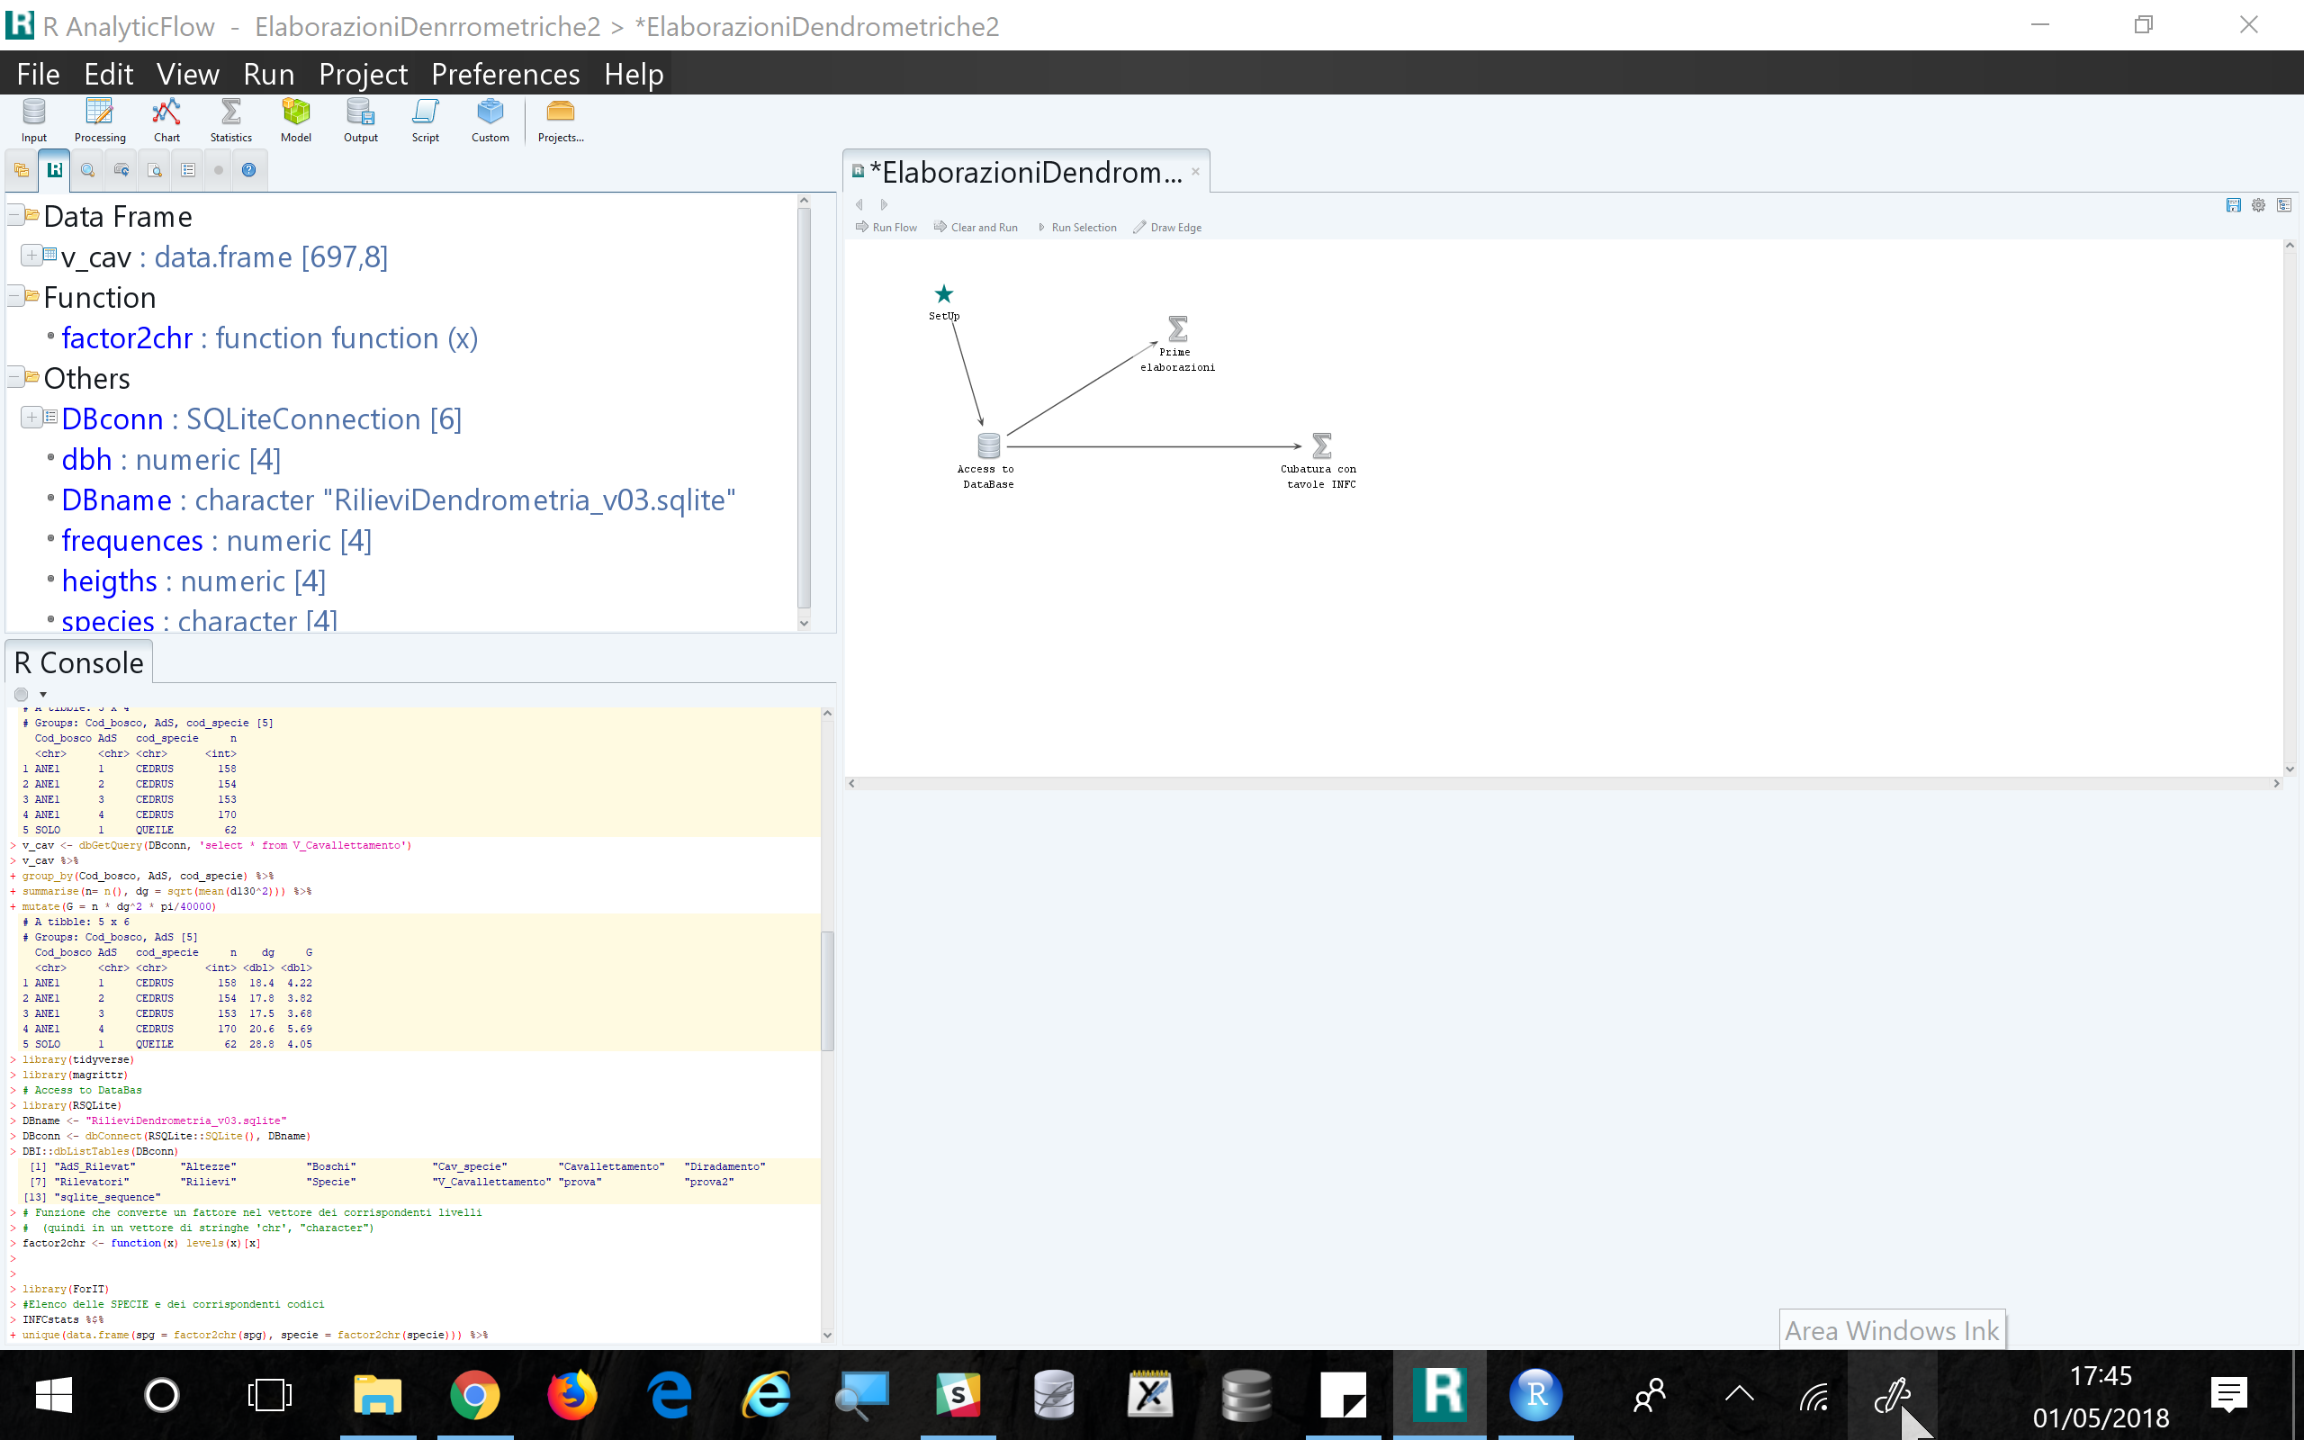 R AnalyticFlow - ElaborazioniDenrrometriche2 > *ElaborazioniDendrometriche2
File Edit View Run Project Preferences Help
Input Processing Chart Statistics Model Output Script Custom Projects...
Data Frame
v_cav : data.frame [697,8]
Function
factor2chr : function function (x)
Others
DBconn : SQLiteConnection [6]
dbh : numeric [4]
DBname : character "RilieviDendrometria_v03.sqlite"
frequences : numeric [4]
heigths : numeric [4]
species : character [4]
*ElaborazioniDendrom...
Run Flow Clear and Run Run Selection Draw Edge
SetUp
Prime
elaborazioni
Access to
DataBase
Cubatura con
tavole INFC
R Console
# A tibble: 5 x 4
# Groups: Cod_bosco, AdS, cod_specie [5]
Cod_bosco AdS cod_specie n
<chr> <chr> <chr> <int>
1 ANE1 1 CEDRUS 158
2 ANE1 2 CEDRUS 154
3 ANE1 3 CEDRUS 153
4 ANE1 4 CEDRUS 170
5 SOLO 1 QUEILE 62
> v_cav <- dbGetQuery(DBconn, 'select * from V_Cavallettamento')
> v_cav %>%
+ group_by(Cod_bosco, AdS, cod_specie) %>%
+ summarise(n= n(), dg = sqrt(mean(d130^2))) %>%
+ mutate(G = n * dg^2 * pi/40000)
# A tibble: 5 x 6
# Groups: Cod_bosco, AdS [5]
Cod_bosco AdS cod_specie n dg G
<chr> <chr> <chr> <int> <dbl> <dbl>
1 ANE1 1 CEDRUS 158 18.4 4.22
2 ANE1 2 CEDRUS 154 17.8 3.82
3 ANE1 3 CEDRUS 153 17.5 3.68
4 ANE1 4 CEDRUS 170 20.6 5.69
5 SOLO 1 QUEILE 62 28.8 4.05
> library(tidyverse)
> library(magrittr)
> # Access to DataBas
> library(RSQLite)
> DBname <- "RilieviDendrometria_v03.sqlite"
> DBconn <- dbConnect(RSQLite::SQLite(), DBname)
> DBI::dbListTables(DBconn)
[1] "AdS_Rilevat" "Altezze" "Boschi" "Cav_specie" "Cavallettamento" "Diradamento"
[7] "Rilevatori" "Rilievi" "Specie" "V_Cavallettamento" "prova" "prova2"
[13] "sqlite_sequence"
> # Funzione che converte un fattore nel vettore dei corrispondenti livelli
> # (quindi in un vettore di stringhe 'chr', "character")
> factor2chr <- function(x) levels(x)[x]
>
>
> library(ForIT)
> #Elenco delle SPECIE e dei corrispondenti codici
> INFCstats %$%
+ unique(data.frame(spg = factor2chr(spg), specie = factor2chr(specie))) %>%
Area Windows Ink
17:45
01/05/2018